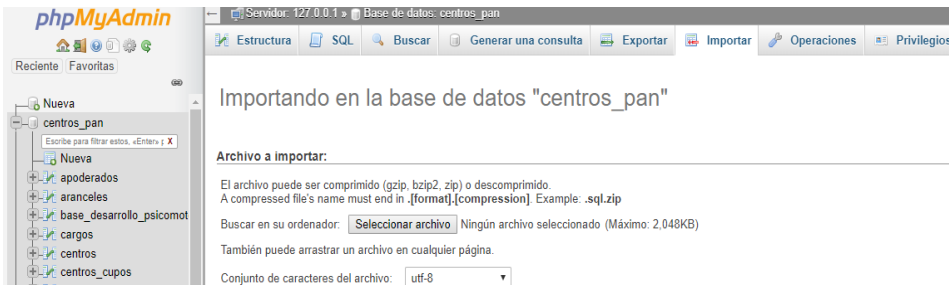 phpMyAdmin
Reciente Favoritas
Nueva
centros_pan
Escribe para filtrar estos, «Enter» p X
Nueva
apoderados
aranceles
base_desarrollo_psicomot
cargos
centros
centros_cupos
Servidor: 127.0.0.1 » Base de datos: centros_pan
Estructura SQL Buscar Generar una consulta Exportar Importar Operaciones Privilegios
Importando en la base de datos "centros_pan"
Archivo a importar:
El archivo puede ser comprimido (gzip, bzip2, zip) o descomprimido.
A compressed file's name must end in .[format].[compression]. Example: .sql.zip
Buscar en su ordenador: Seleccionar archivo Ningún archivo seleccionado (Máximo: 2,048KB)
También puede arrastrar un archivo en cualquier página.
Conjunto de caracteres del archivo: utf-8